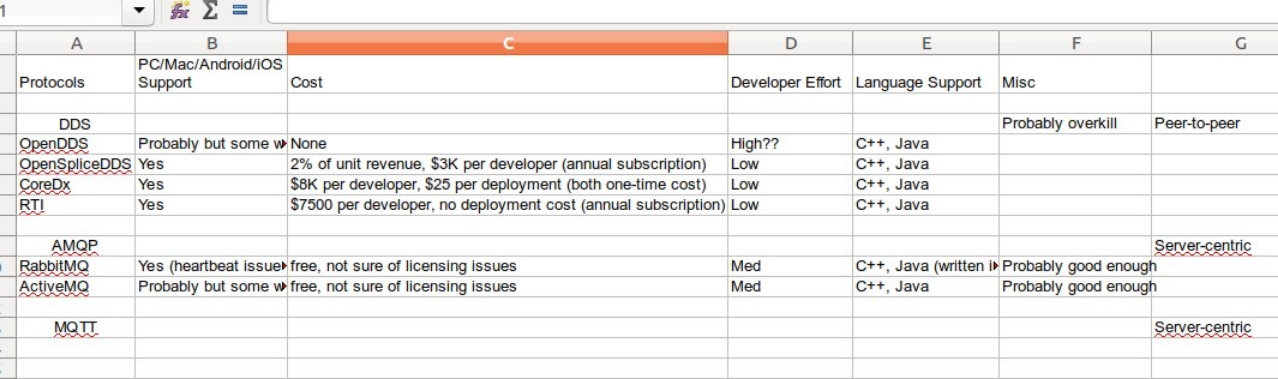 1
A B C D E F G
PC/Mac/Android/iOS
Protocols Support Cost Developer Effort Language Support Misc
DDS Probably overkill Peer-to-peer
OpenDDS Probably but some None High?? C++, Java
OpenSpliceDDS Yes 2% of unit revenue, $3K per developer (annual subscription) Low C++, Java
CoreDx Yes $8K per developer, $25 per deployment (both one-time cost) Low C++, Java
RTI Yes $7500 per developer, no deployment cost (annual subscription) Low C++, Java
AMQP Server-centric
RabbitMQ Yes (heartbeat issue free, not sure of licensing issues Med C++, Java (written Probably good enough
ActiveMQ Probably but some free, not sure of licensing issues Med C++, Java Probably good enough
MQTT Server-centric